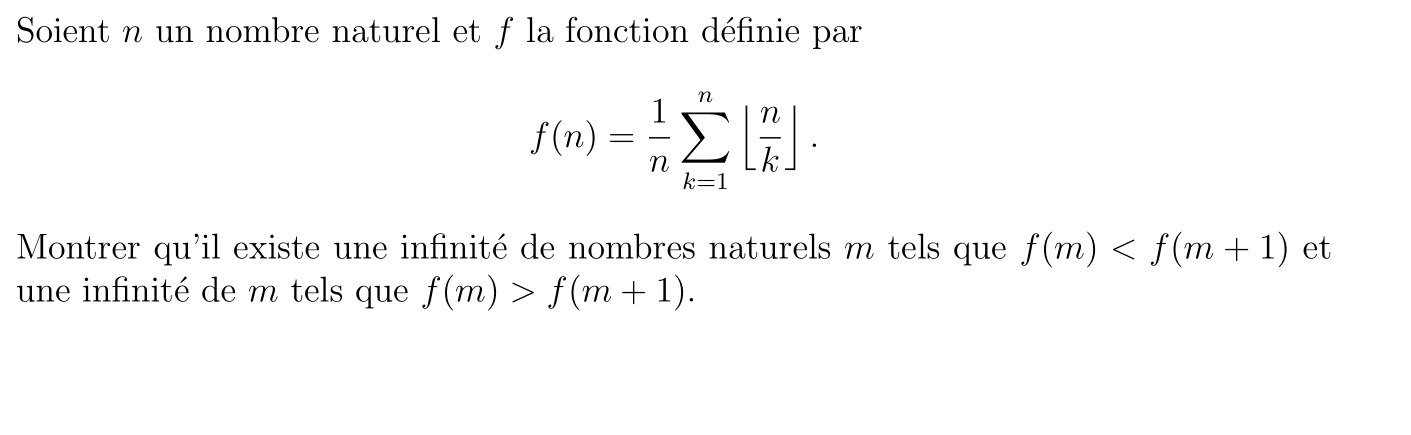 Soient n un nombre naturel et f la fonction définie par
f(n) = \frac{1}{n} \sum_{k=1}^{n} \left\lfloor \frac{n}{k} \right\rfloor .
Montrer qu'il existe une infinité de nombres naturels m tels que f(m) < f(m + 1) et
une infinité de m tels que f(m) > f(m + 1).